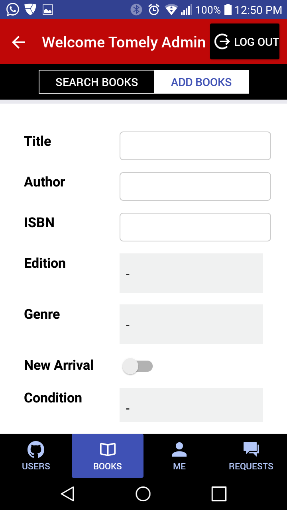 100% 12:50 PM
Welcome Tomely Admin LOG OUT
SEARCH BOOKS ADD BOOKS
Title
Author
ISBN
Edition
-
Genre
-
New Arrival
Condition
-
USERS BOOKS ME REQUESTS